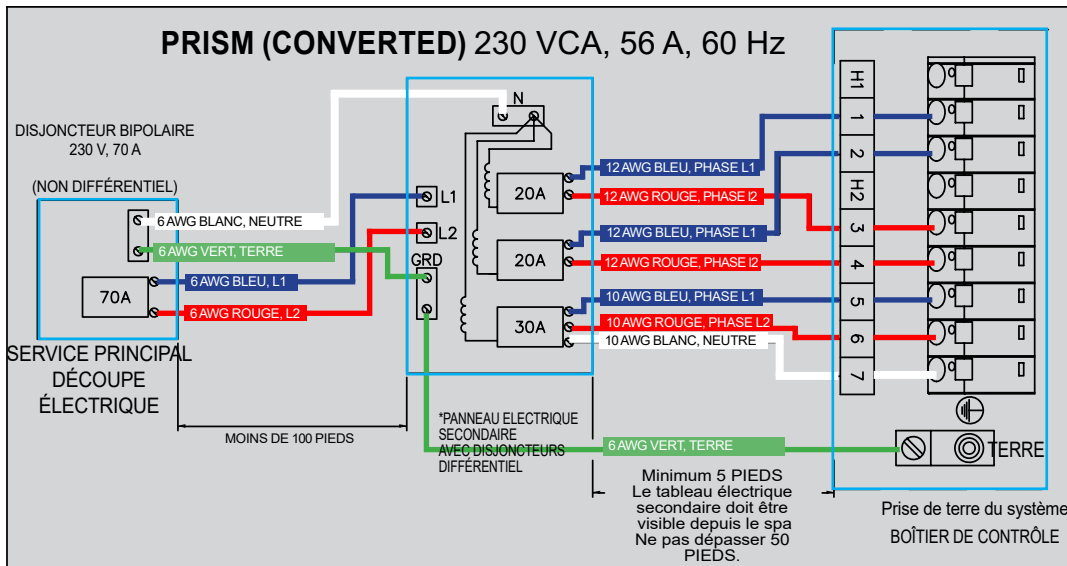 PRISM (CONVERTED) 230 VCA, 56 A, 60 Hz
DISJONCTEUR BIPOLAIRE
230 V, 70 A
(NON DIFFÉRENTIEL)
6 AWG BLANC, NEUTRE
6 AWG VERT, TERRE
70A
6 AWG BLEU, L1
6 AWG ROUGE, L2
SERVICE PRINCIPAL
DÉCOUPE
ÉLECTRIQUE
MOINS DE 100 PIEDS
N
L1
L2
GRD
20A
20A
30A
*PANNEAU ELECTRIQUE
SECONDAIRE
AVEC DISJONCTEURS
DIFFÉRENTIEL
12 AWG BLEU, PHASE L1
12 AWG ROUGE, PHASE l2
12 AWG BLEU, PHASE L1
12 AWG ROUGE, PHASE l2
10 AWG BLEU, PHASE L1
10 AWG ROUGE, PHASE L2
10 AWG BLANC, NEUTRE
6 AWG VERT, TERRE
Minimum 5 PIEDS
Le tableau électrique
secondaire doit être
visible depuis le spa
Ne pas dépasser 50
PIEDS.
H1
1
2
H2
3
4
5
6
7
TERRE
Prise de terre du système
BOÎTIER DE CONTRÔLE